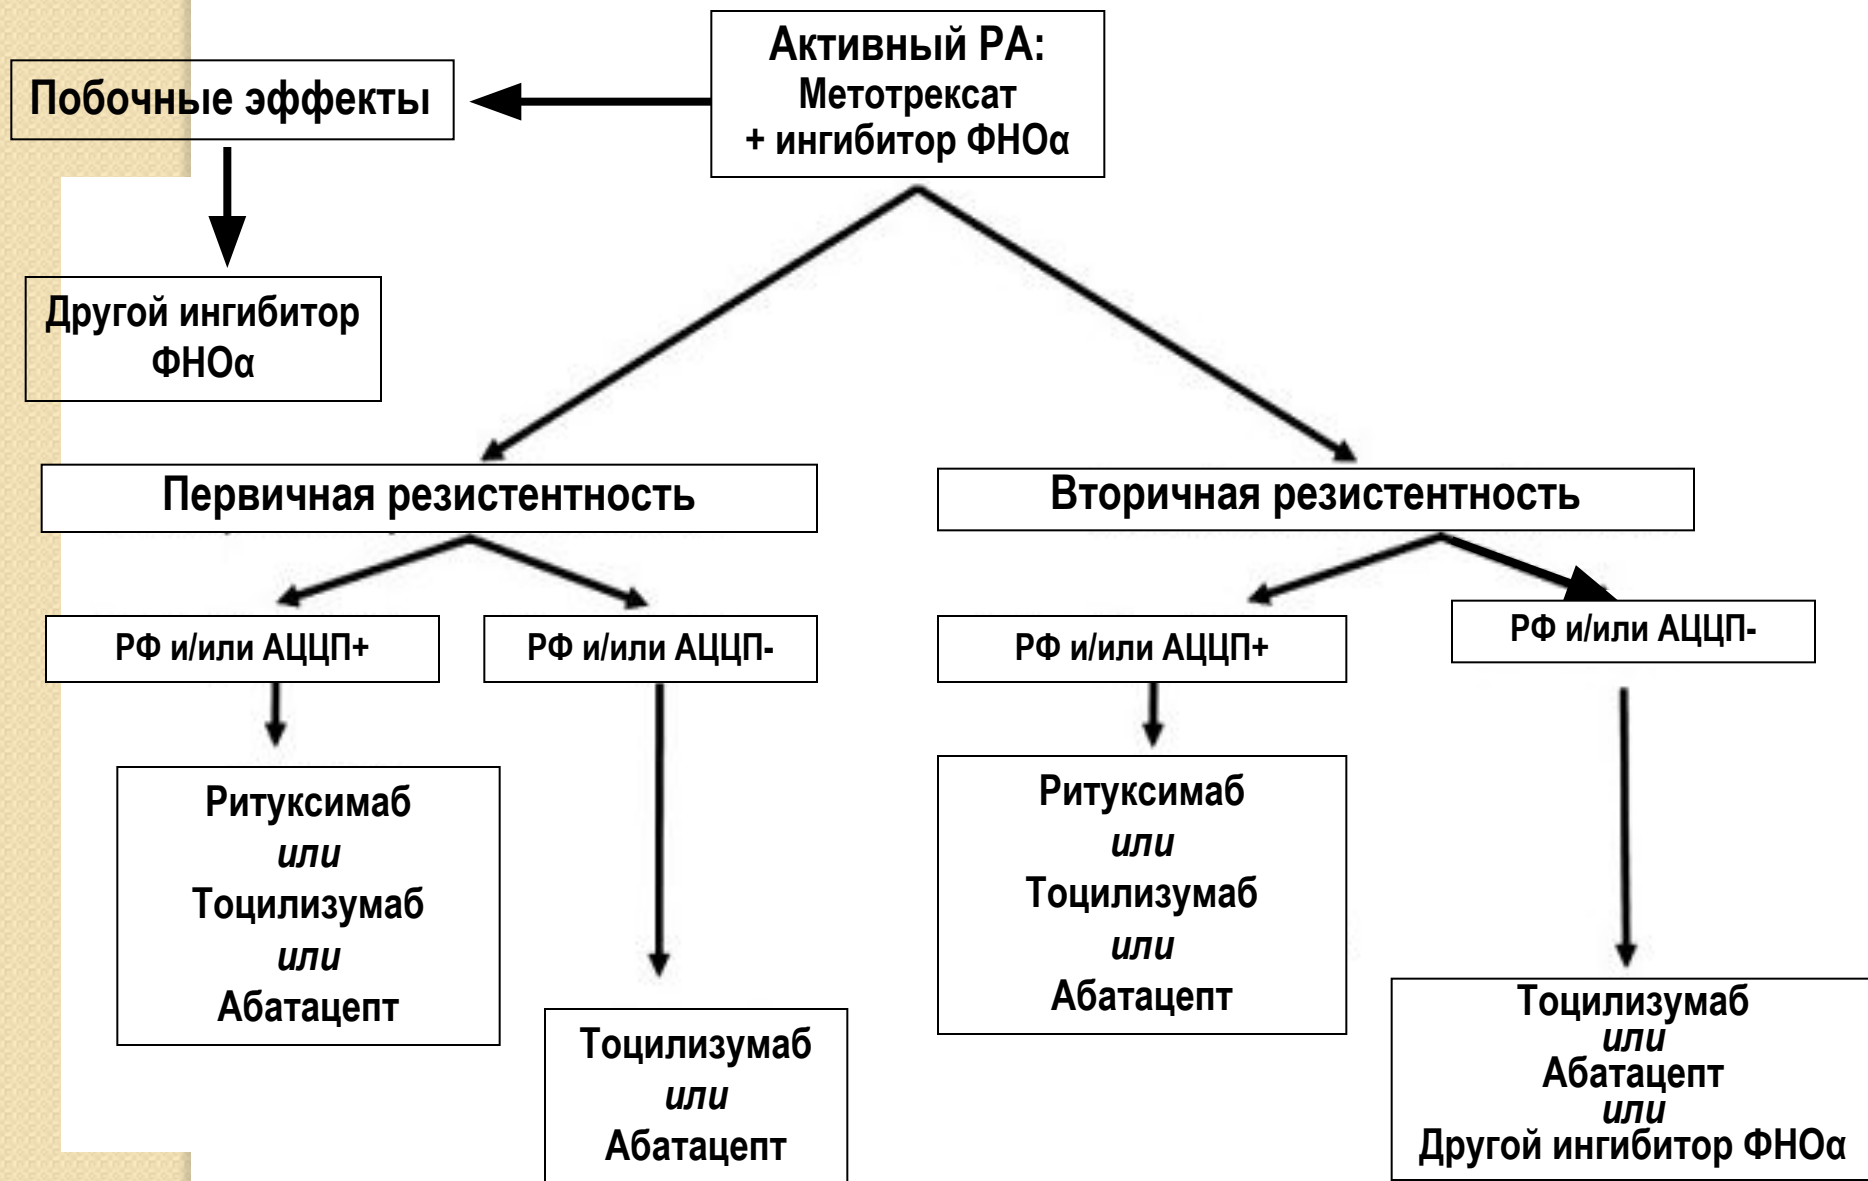 Активный РА:
Метотрексат
+ ингибитор ФНОα
Побочные эффекты
Другой ингибитор
ФНОα
Первичная резистентность
Вторичная резистентность
РФ и/или АЦЦП+
РФ и/или АЦЦП-
РФ и/или АЦЦП+
РФ и/или АЦЦП-
Ритуксимаб
или
Тоцилизумаб
или
Абатацепт
Тоцилизумаб
или
Абатацепт
Ритуксимаб
или
Тоцилизумаб
или
Абатацепт
Тоцилизумаб
или
Абатацепт
или
Другой ингибитор ФНОα